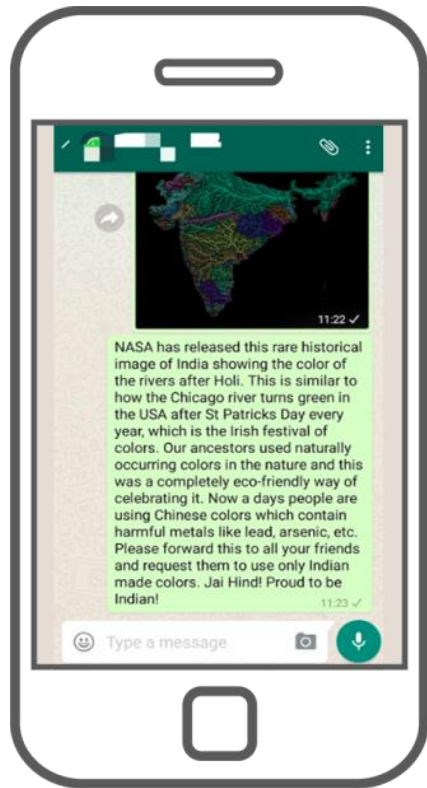 11:22
NASA has released this rare historical
image of India showing the color of
the rivers after Holi. This is similar to
how the Chicago river turns green in
the USA after St Patricks Day every
year, which is the Irish festival of
colors. Our ancestors used naturally
occurring colors in the nature and this
was a completely eco-friendly way of
celebrating it. Now a days people are
using Chinese colors which contain
harmful metals like lead, arsenic, etc.
Please forward this to all your friends
and request them to use only Indian
made colors. Jai Hind! Proud to be
Indian!
11:23
Type a message